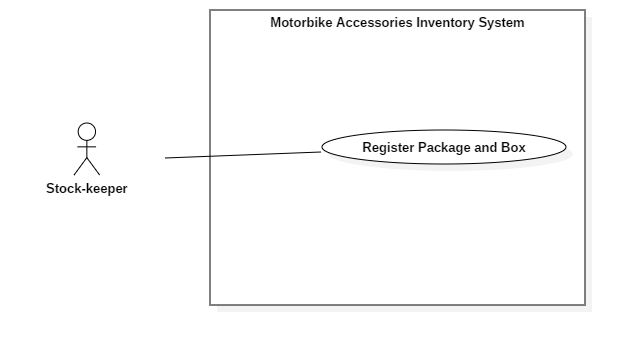 Motorbike Accessories Inventory System
Register Package and Box
Stock-keeper